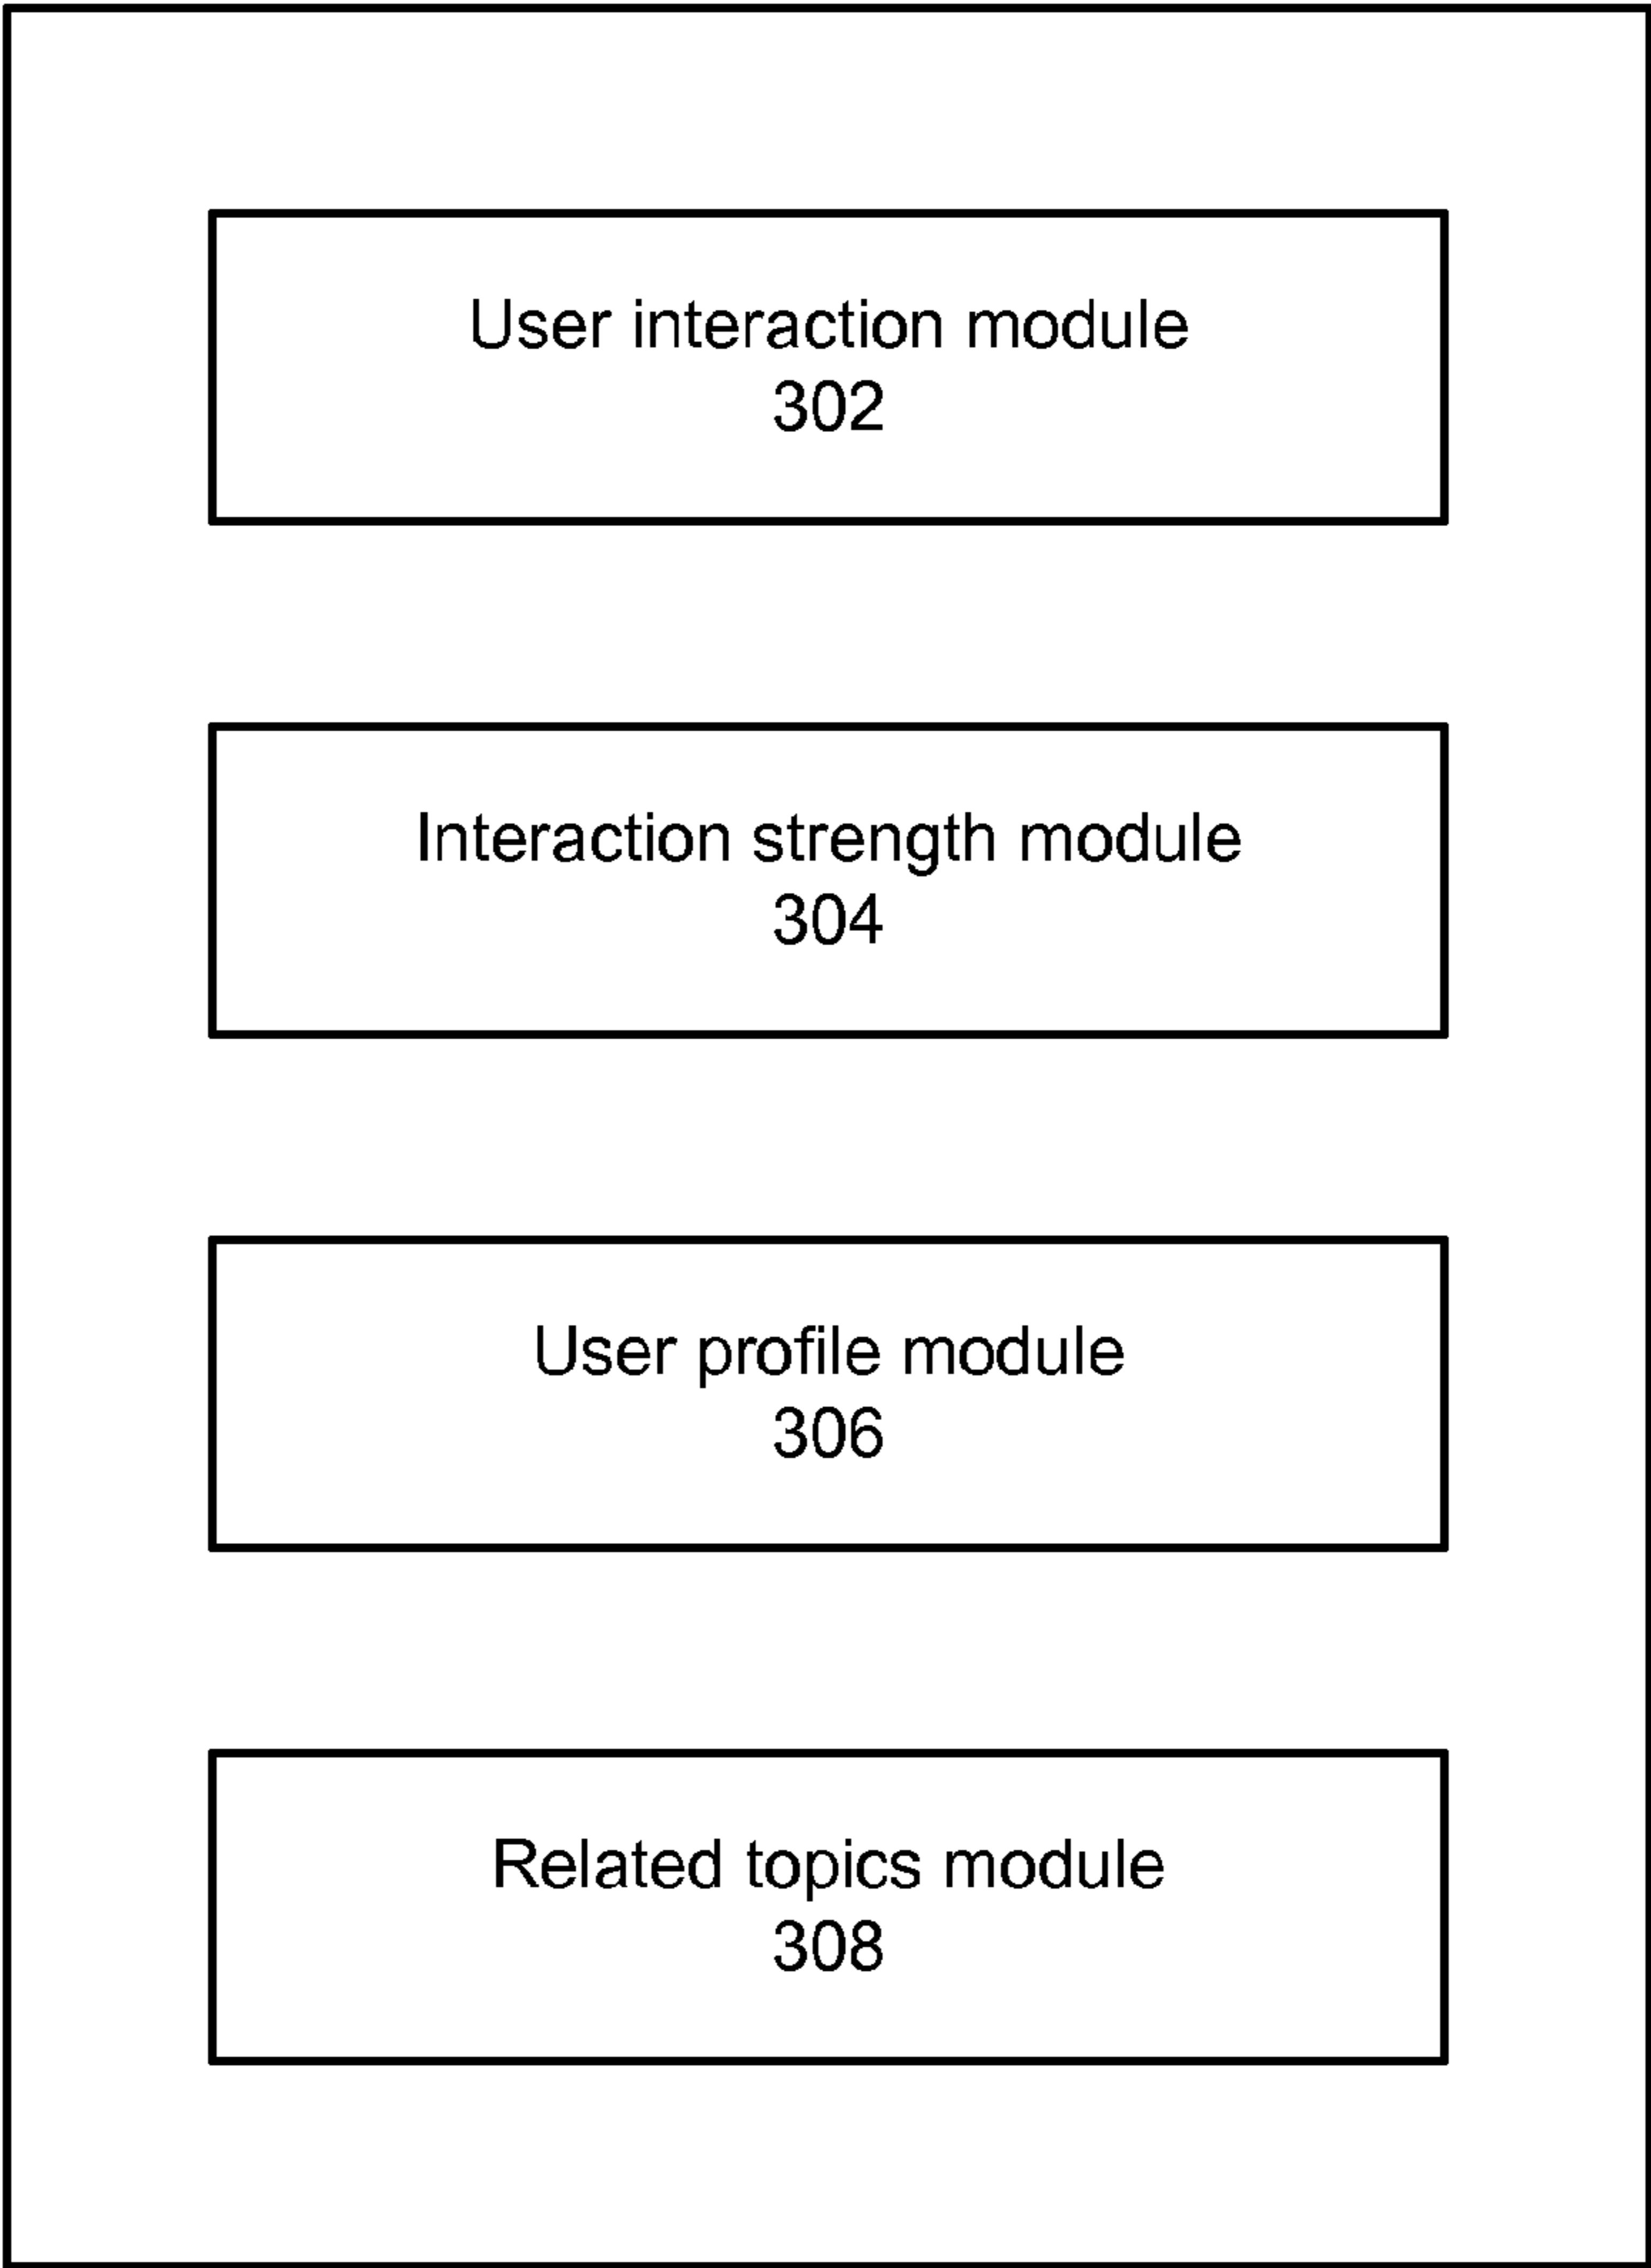 User interaction module
302
Interaction strength module
304
User profile module
306
Related topics module
308